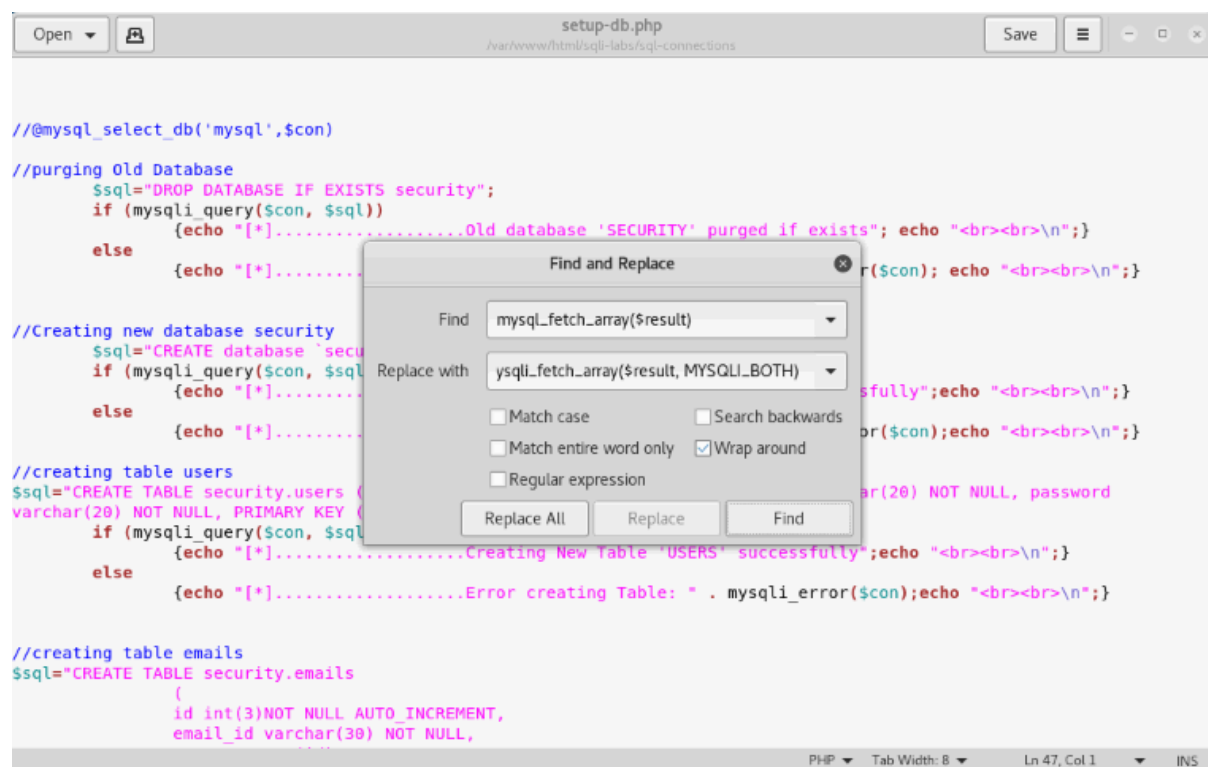 Open
setup-db.php
/var/www/html/sqli-labs/sql-connections
Save
//@mysql_select_db('mysql',$con)
//purging Old Database
$sql="DROP DATABASE IF EXISTS security";
if (mysqli_query($con, $sql))
{echo "[*]...................Old database 'SECURITY' purged if exists"; echo "<br><br>\n";}
else
{echo "[*]......... r($con); echo "<br><br>\n";}
//Creating new database security
$sql="CREATE database `secu
if (mysqli_query($con, $sql
{echo "[*]......... sfully";echo "<br><br>\n";}
else
{echo "[*]......... or($con);echo "<br><br>\n";}
//creating table users
$sql="CREATE TABLE security.users ( ar(20) NOT NULL, password
varchar(20) NOT NULL, PRIMARY KEY (
if (mysqli_query($con, $sql
{echo "[*]...................Creating New Table 'USERS' successfully";echo "<br><br>\n";}
else
{echo "[*]...................Error creating Table: " . mysqli_error($con);echo "<br><br>\n";}
//creating table emails
$sql="CREATE TABLE security.emails
(
id int(3)NOT NULL AUTO_INCREMENT,
email_id varchar(30) NOT NULL,
Find and Replace
Find mysql_fetch_array($result)
Replace with ysqli_fetch_array($result, MYSQLI_BOTH)
Match case Search backwards
Match entire word only Wrap around
Regular expression
Replace All Replace Find
PHP Tab Width: 8 Ln 47, Col 1 INS